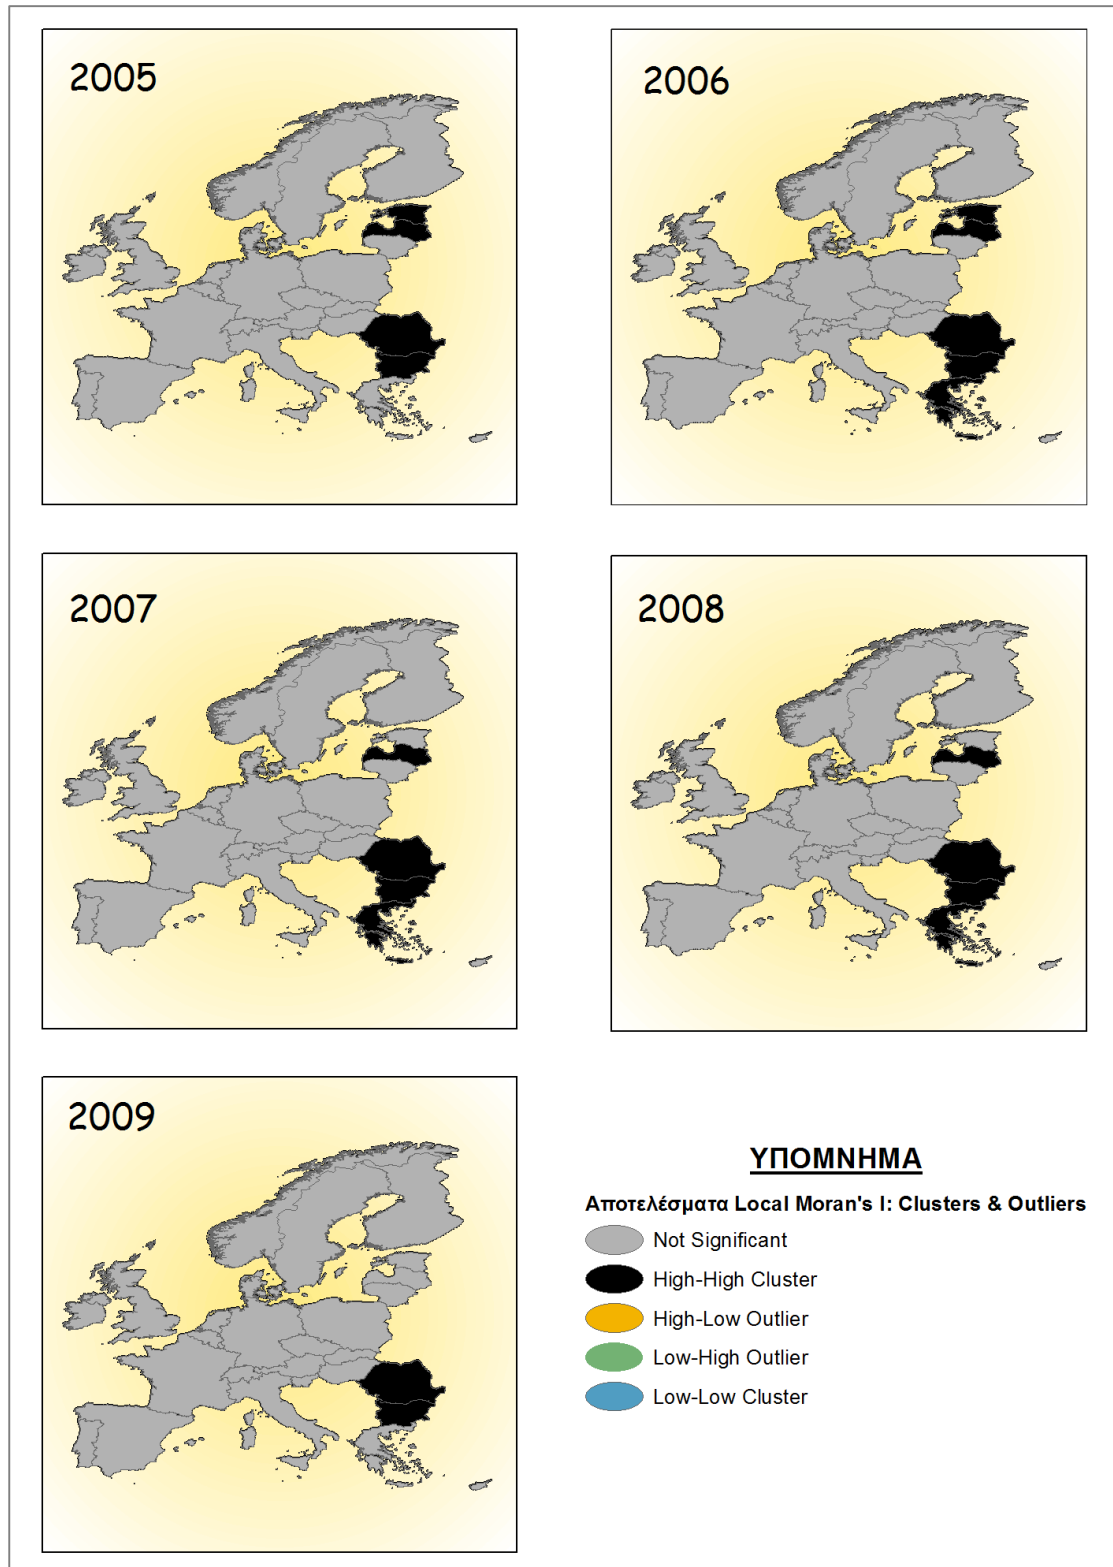 2005
2006
2007
2008
2009
ΥΠΟΜΝΗΜΑ
Αποτελέσματα Local Moran's I: Clusters & Outliers
Not Significant
High-High Cluster
High-Low Outlier
Low-High Outlier
Low-Low Cluster